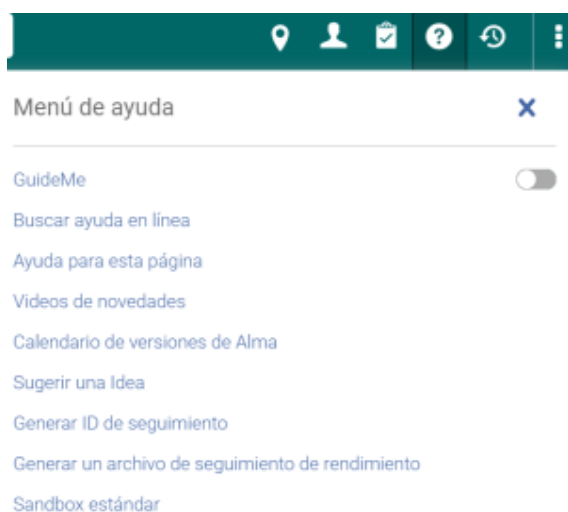 Menú de ayuda
GuideMe
Buscar ayuda en línea
Ayuda para esta página
Videos de novedades
Calendario de versiones de Alma
Sugerir una Idea
Generar ID de seguimiento
Generar un archivo de seguimiento de rendimiento
Sandbox estándar